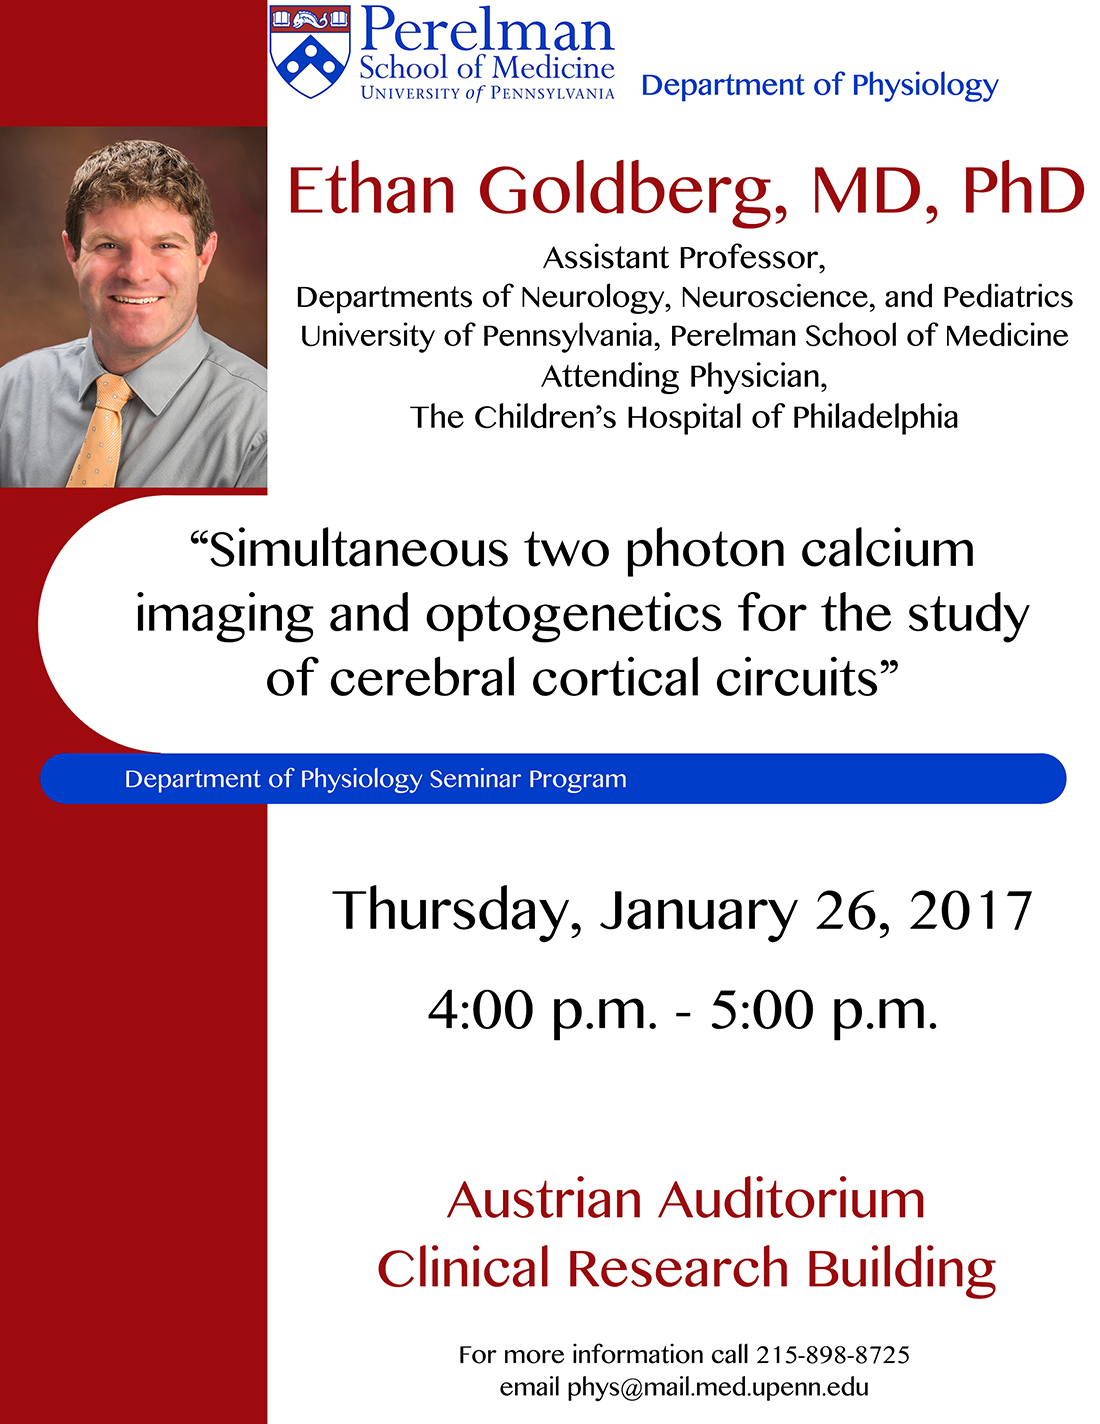 Perelman
School of Medicine
UNIVERSITY of PENNSYLVANIA
Department of Physiology
Ethan Goldberg, MD, PhD
Assistant Professor,
Departments of Neurology, Neuroscience, and Pediatrics
University of Pennsylvania, Perelman School of Medicine
Attending Physician,
The Children’s Hospital of Philadelphia
“Simultaneous two photon calcium
imaging and optogenetics for the study
of cerebral cortical circuits”
Department of Physiology Seminar Program
Thursday, January 26, 2017
4:00 p.m. - 5:00 p.m.
Austrian Auditorium
Clinical Research Building
For more information call 215-898-8725
email phys@mail.med.upenn.edu